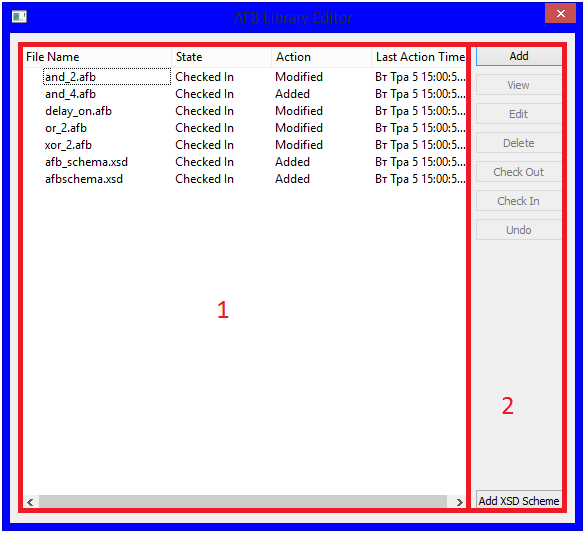 AFB Library Editor
File Name State Action Last Action Time
and_2.afb Checked In Modified Вт Тра 5 15:00:5...
and_4.afb Checked In Added Вт Тра 5 15:00:5...
delay_on.afb Checked In Modified Вт Тра 5 15:00:5...
or_2.afb Checked In Modified Вт Тра 5 15:00:5...
xor_2.afb Checked In Modified Вт Тра 5 15:00:5...
afb_schema.xsd Checked In Added Вт Тра 5 15:00:5...
afbschema.xsd Checked In Added Вт Тра 5 15:00:5...
1
Add
View
Edit
Delete
Check Out
Check In
Undo
2
Add XSD Scheme